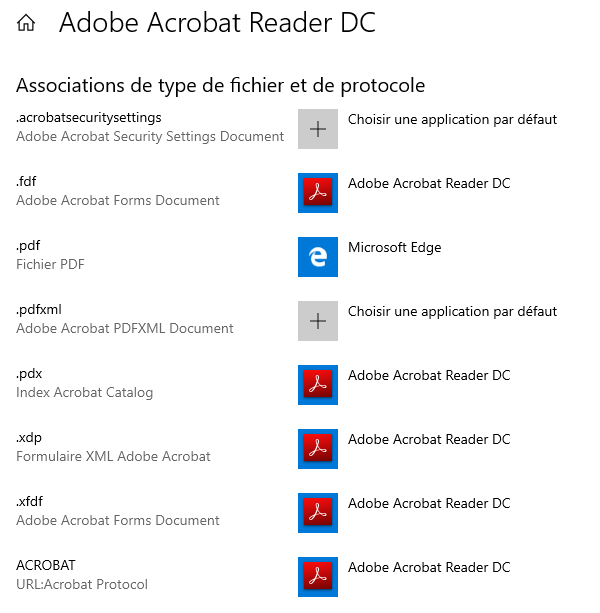 Adobe Acrobat Reader DC
Associations de type de fichier et de protocole
.acrobatsecuritysettings
Adobe Acrobat Security Settings Document
Choisir une application par défaut
.fdf
Adobe Acrobat Forms Document
Adobe Acrobat Reader DC
.pdf
Fichier PDF
Microsoft Edge
.pdfxml
Adobe Acrobat PDFXML Document
Choisir une application par défaut
.pdx
Index Acrobat Catalog
Adobe Acrobat Reader DC
.xdp
Formulaire XML Adobe Acrobat
Adobe Acrobat Reader DC
.xfdf
Adobe Acrobat Forms Document
Adobe Acrobat Reader DC
ACROBAT
URL:Acrobat Protocol
Adobe Acrobat Reader DC